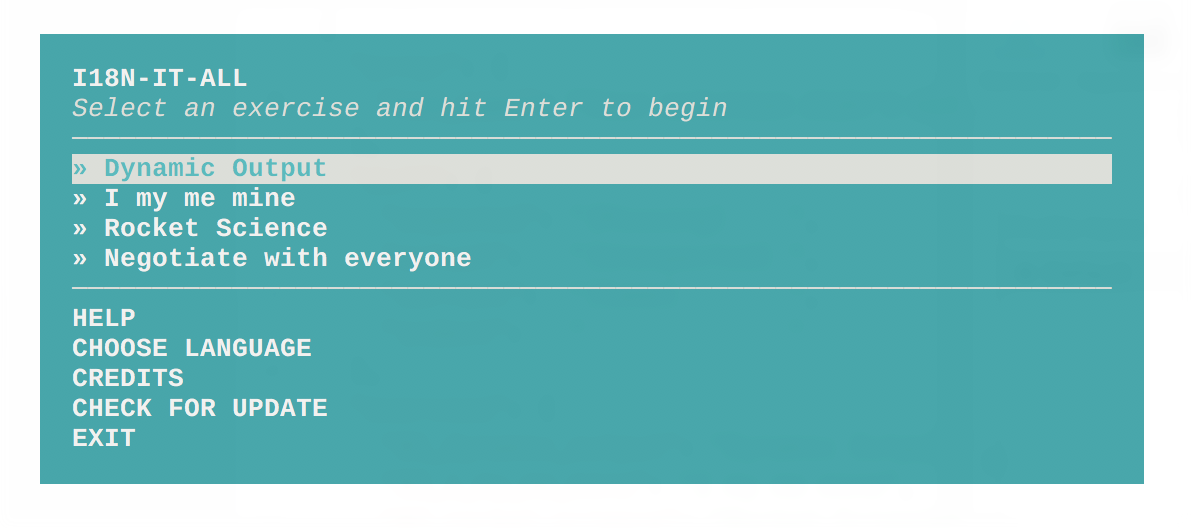 I18N-IT-ALL
Select an exercise and hit Enter to begin
» Dynamic Output
» I my me mine
» Rocket Science
» Negotiate with everyone
HELP
CHOOSE LANGUAGE
CREDITS
CHECK FOR UPDATE
EXIT